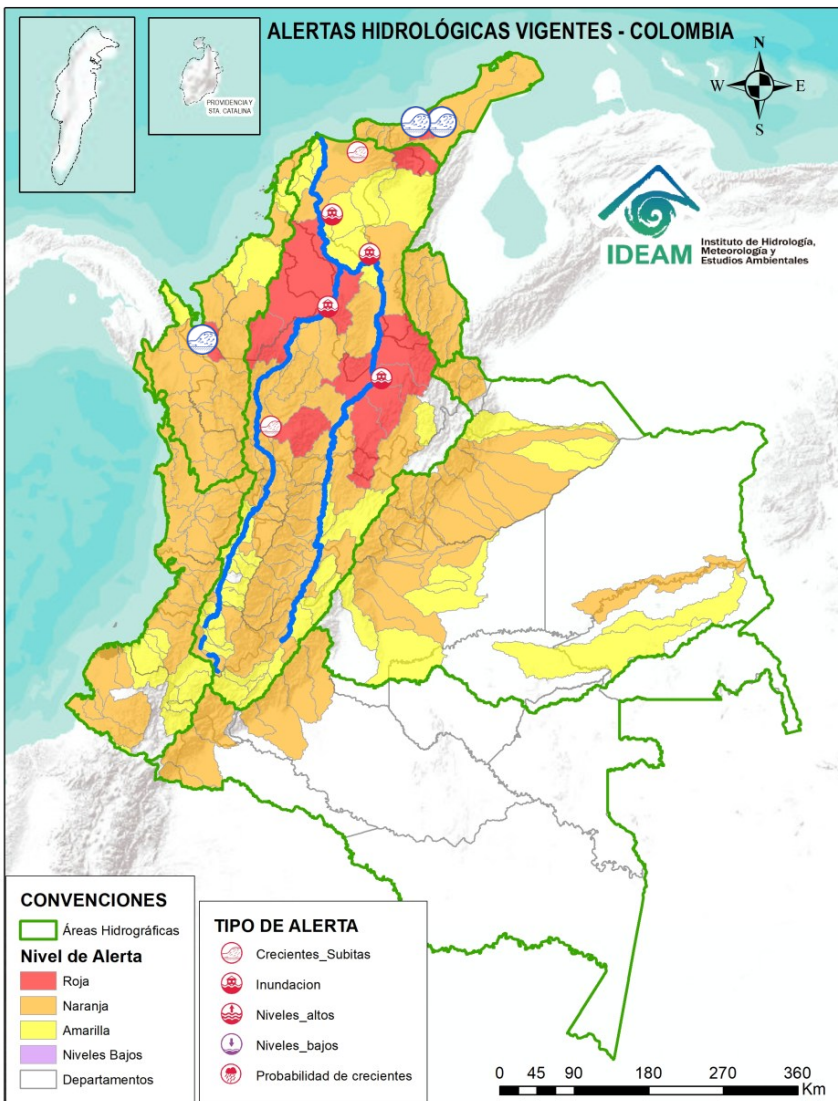 ALERTAS HIDROLÓGICAS VIGENTES - COLOMBIA
PROVIDENCIA Y
STA. CATALINA
N
W
E
S
IDEAM
Instituto de Hidrología,
Meteorología y
Estudios Ambientales
CONVENCIONES
Áreas Hidrográficas
Nivel de Alerta
Roja
Naranja
Amarilla
Niveles Bajos
Departamentos
TIPO DE ALERTA
Crecientes_Subitas
Inundacion
Niveles_altos
Niveles_bajos
Probabilidad de crecientes
0 45 90 180 270 360
Km